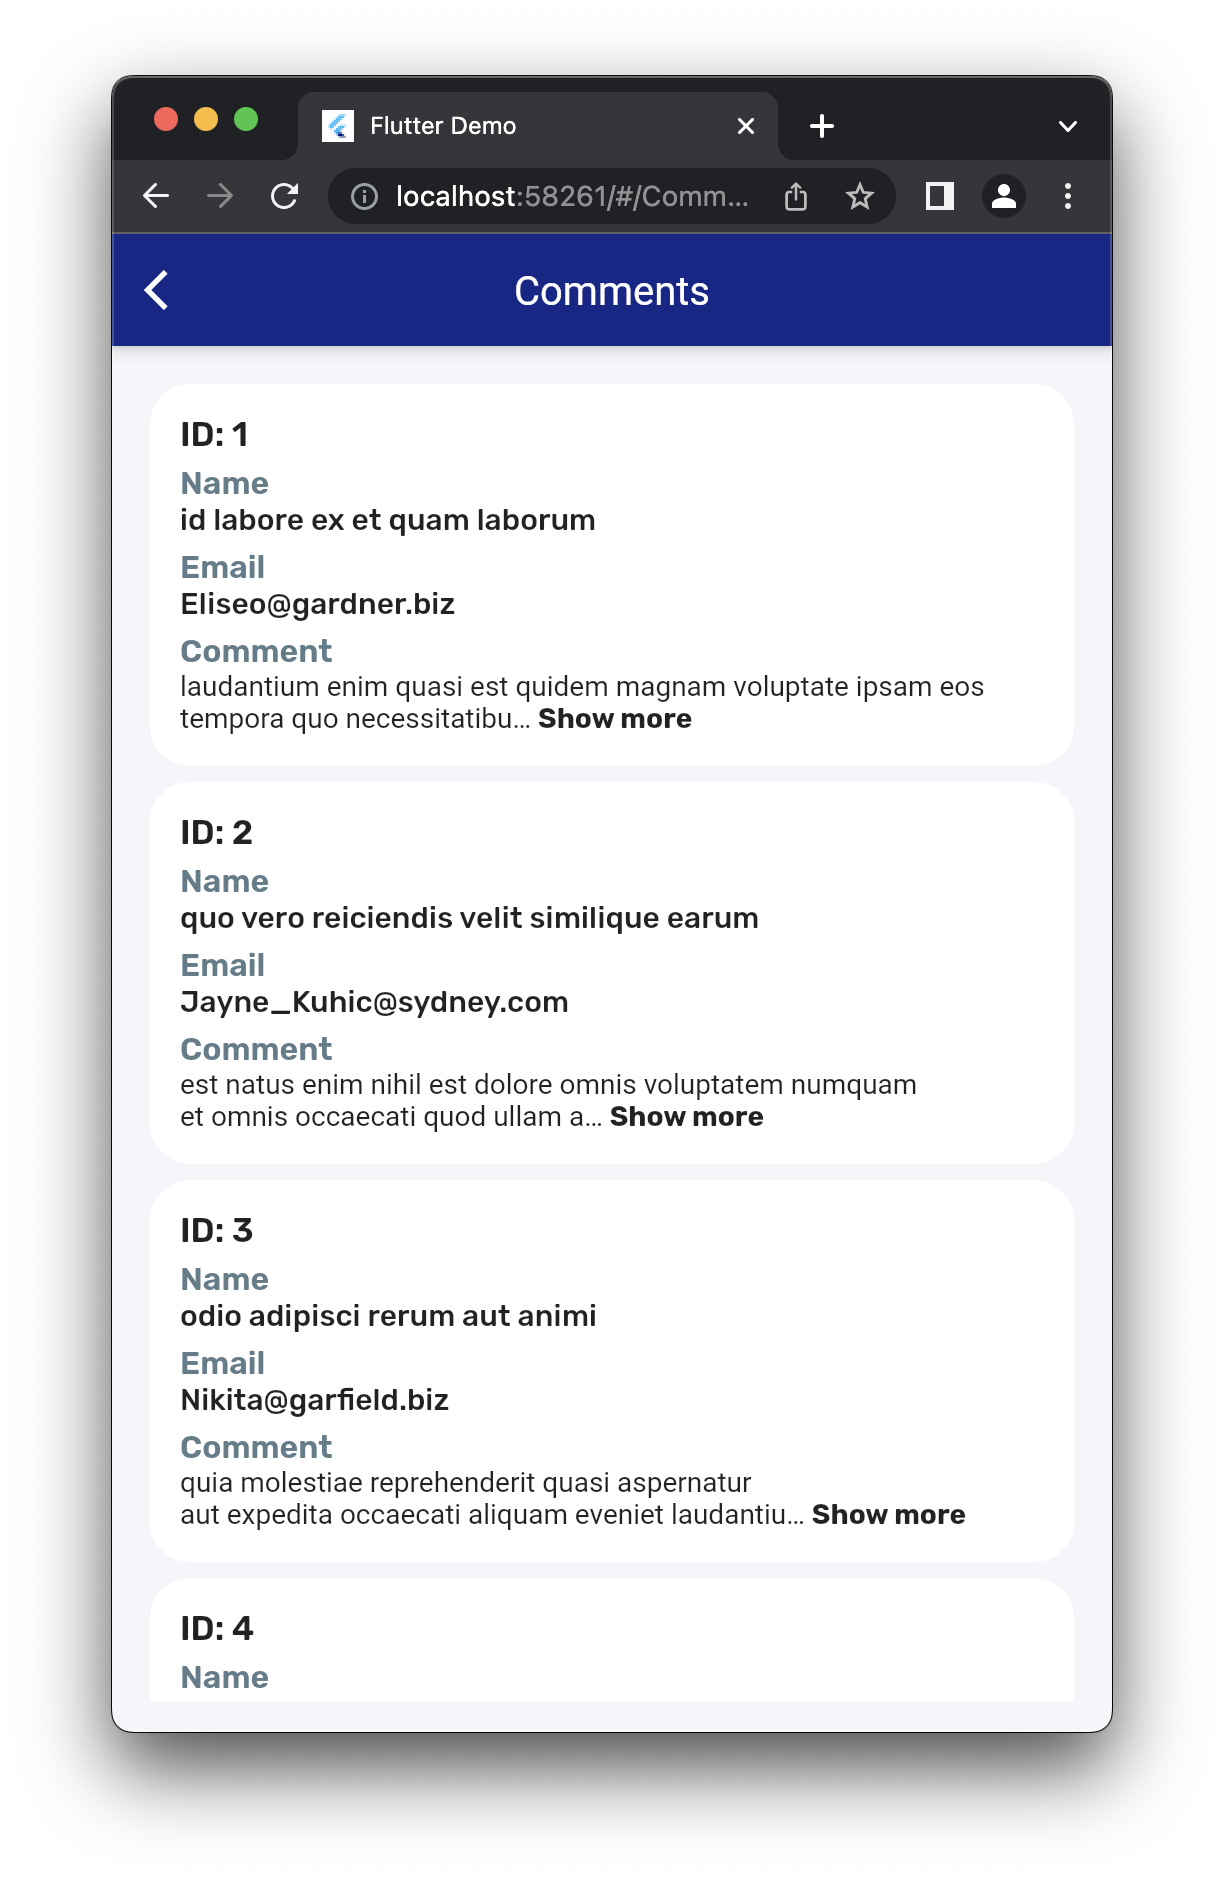 Flutter Demo
localhost:58261/#/Comm...
Comments
ID: 1
Name
id labore ex et quam laborum
Email
Eliseo@gardner.biz
Comment
laudantium enim quasi est quidem magnam voluptate ipsam eos
tempora quo necessitatibu... Show more
ID: 2
Name
quo vero reiciendis velit similique earum
Email
Jayne_Kuhic@sydney.com
Comment
est natus enim nihil est dolore omnis voluptatem numquam
et omnis occaecati quod ullam a... Show more
ID: 3
Name
odio adipisci rerum aut animi
Email
Nikita@garfield.biz
Comment
quia molestiae reprehenderit quasi aspernatur
aut expedita occaecati aliquam eveniet laudantiu... Show more
ID: 4
Name